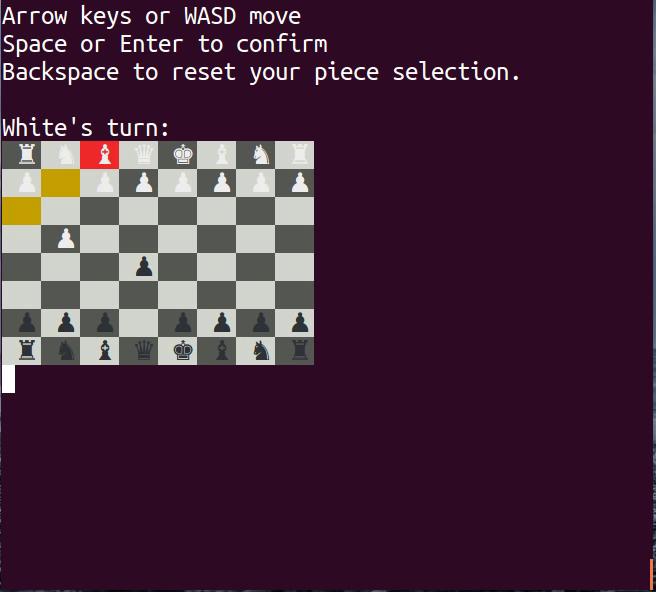 Arrow keys or WASD move
Space or Enter to confirm
Backspace to reset your piece selection.
White's turn: